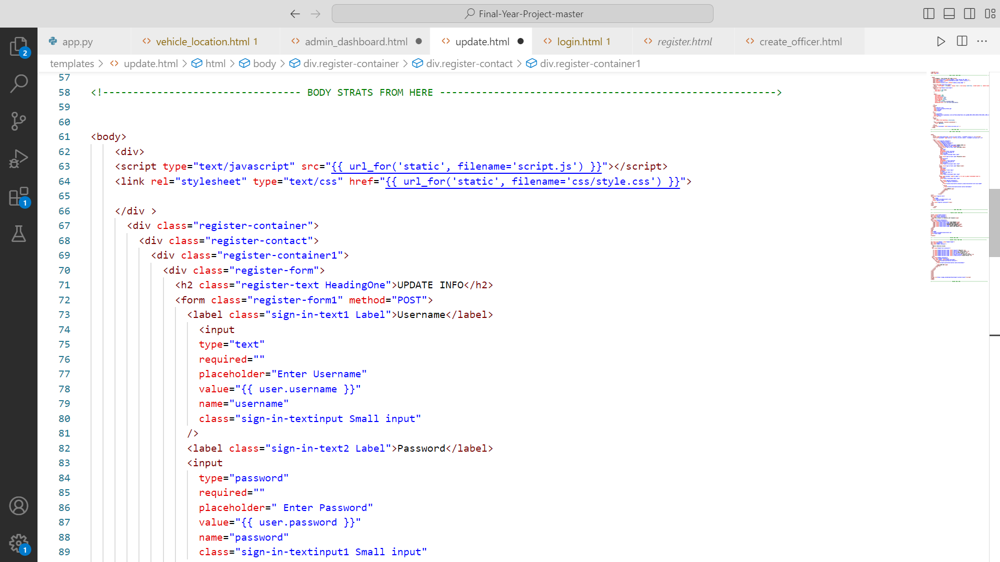 Final-Year-Project-master
app.py
vehicle_location.html 1
admin_dashboard.html
update.html
login.html 1
register.html
create_officer.html
templates > update.html > html > body > div.register-container > div.register-contact > div.register-container1
2
1
1
57
58 <!--------------------------------- BODY STRATS FROM HERE -------------------------------------------------------->
59
60
61 <body>
62 <div>
63 <script type="text/javascript" src="{{ url_for('static', filename='script.js') }}"></script>
64 <link rel="stylesheet" type="text/css" href="{{ url_for('static', filename='css/style.css') }}">
65
66 </div >
67 <div class="register-container">
68 <div class="register-contact">
69 <div class="register-container1">
70 <div class="register-form">
71 <h2 class="register-text HeadingOne">UPDATE INFO</h2>
72 <form class="register-form1" method="POST">
73 <label class="sign-in-text1 Label">Username</label>
74 <input
75 type="text"
76 required=""
77 placeholder="Enter Username"
78 value="{{ user.username }}"
79 name="username"
80 class="sign-in-textinput Small input"
81 />
82 <label class="sign-in-text2 Label">Password</label>
83 <input
84 type="password"
85 required=""
86 placeholder=" Enter Password"
87 value="{{ user.password }}"
88 name="password"
89 class="sign-in-textinput1 Small input"